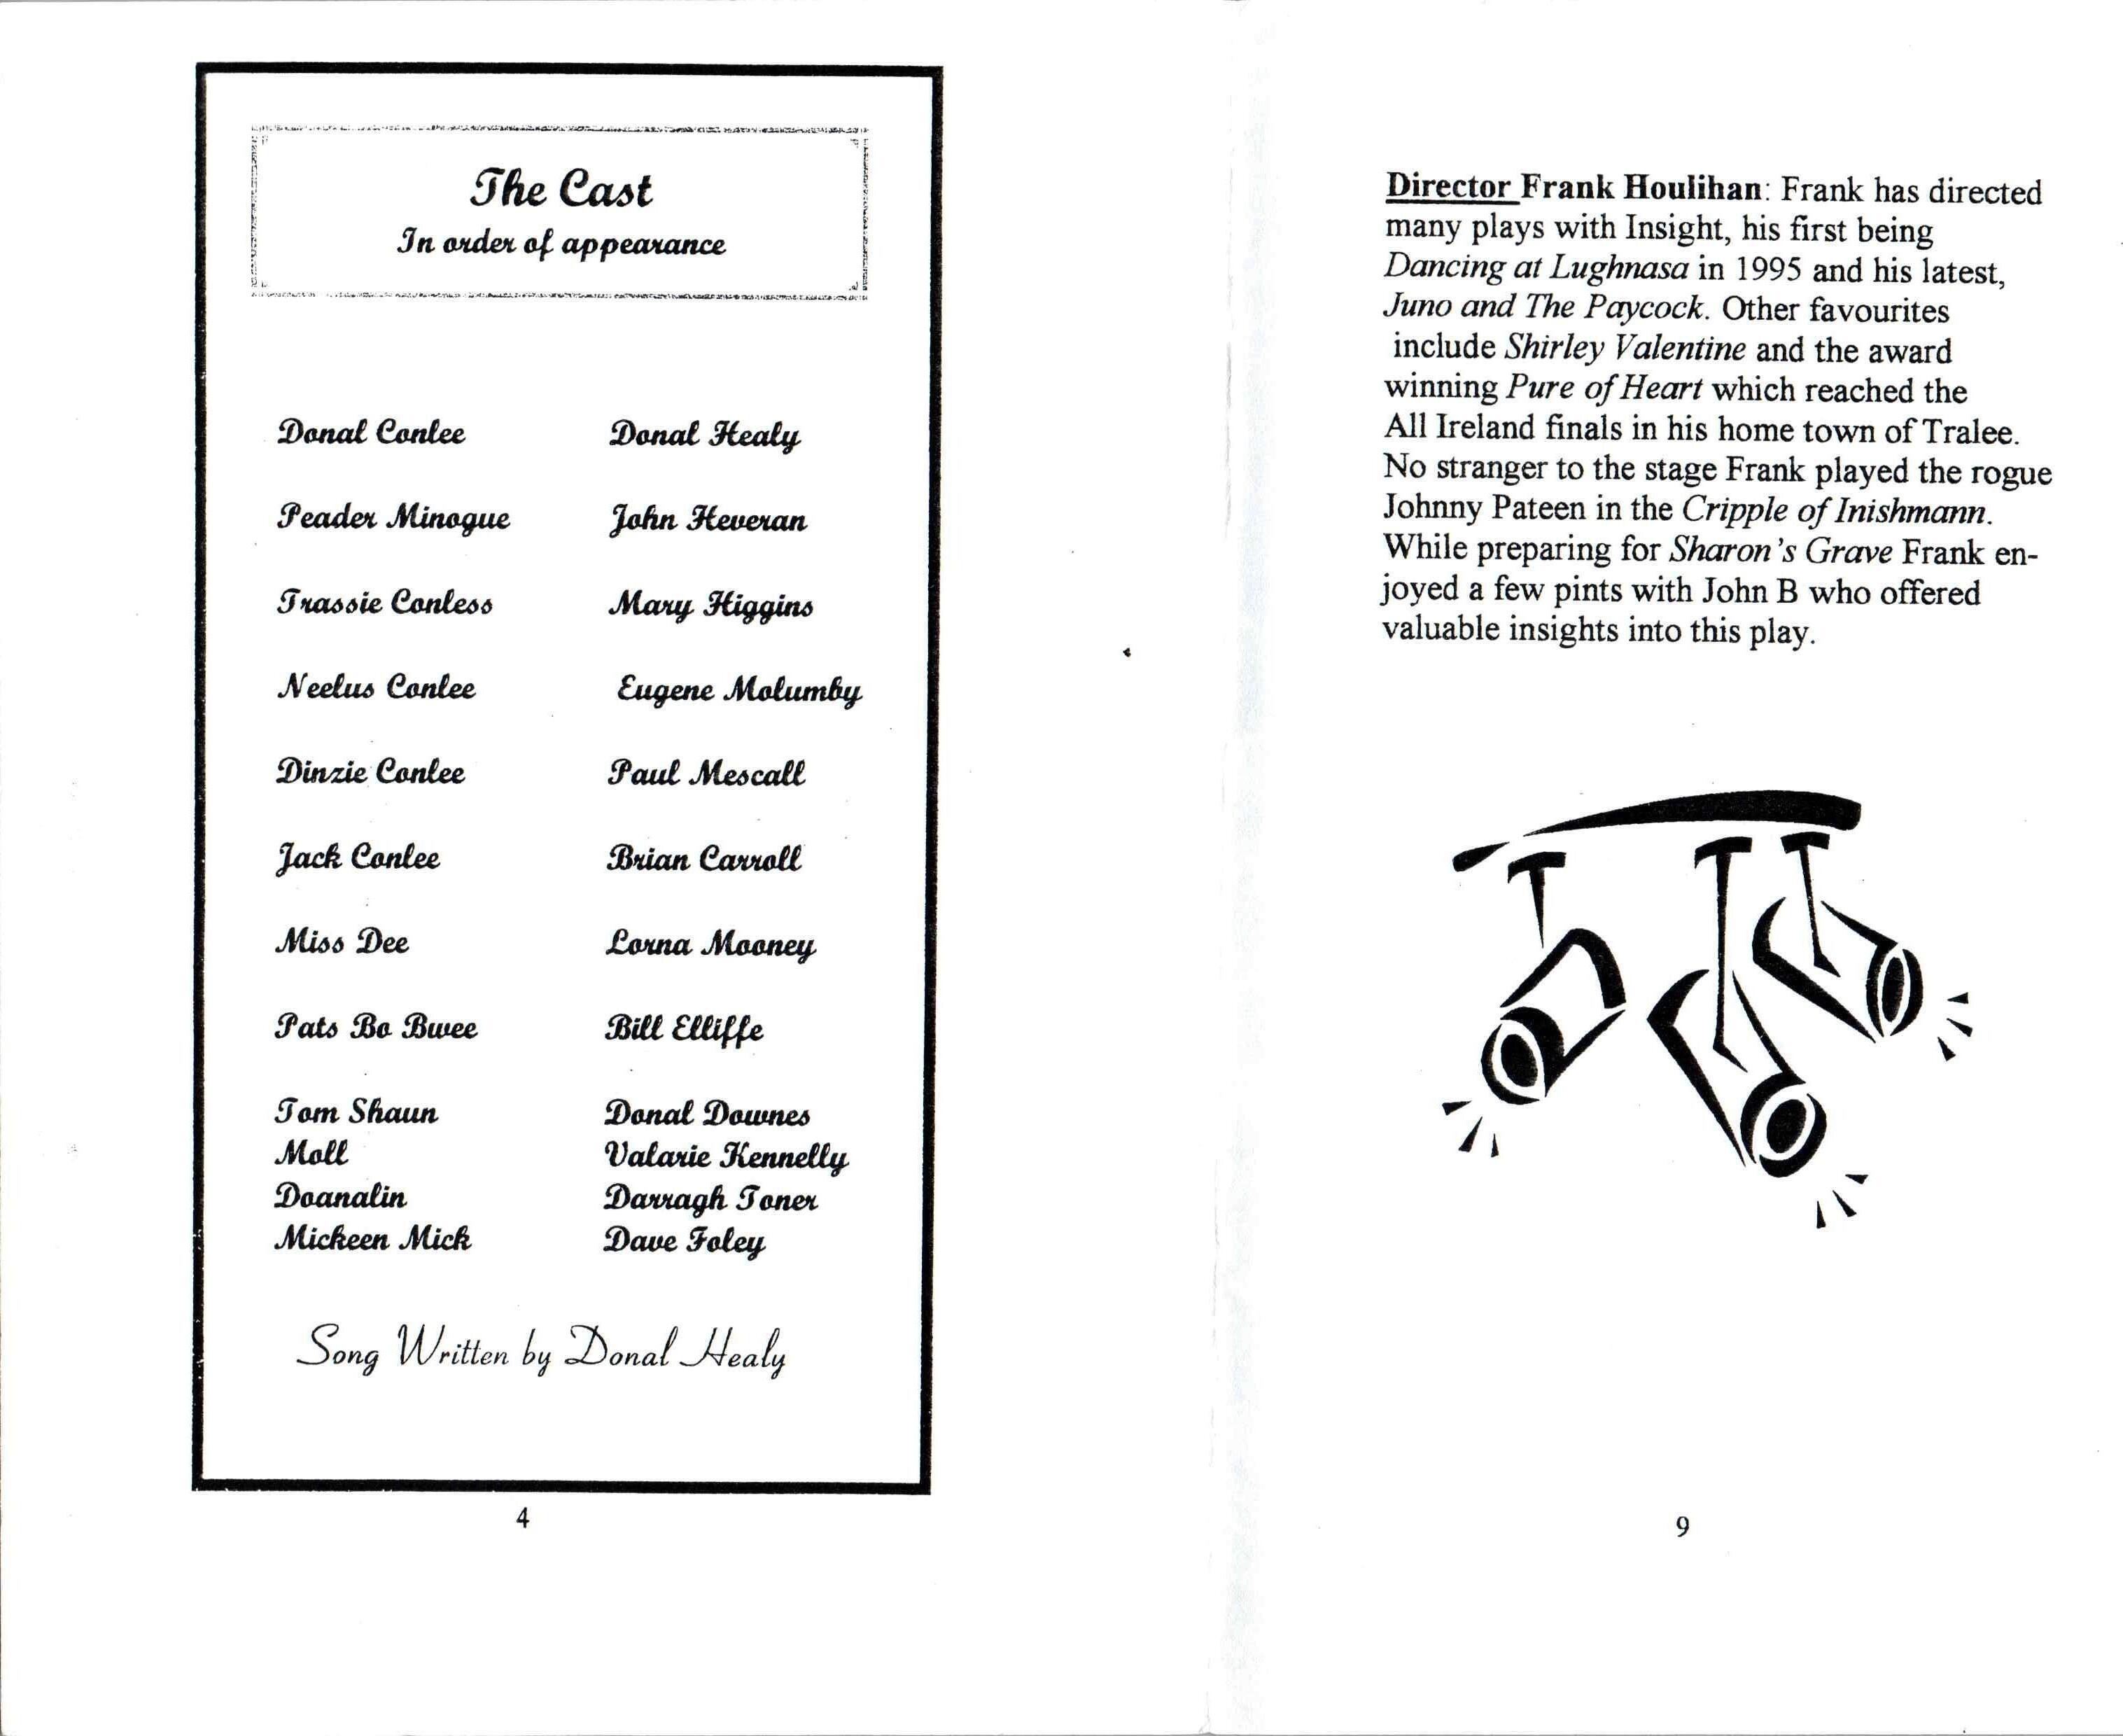 The Cast
In order of appearance
Donal Conlee Donal Healy
Peader Minogue John Heveran
Trassie Conless Mary Higgins
Neelus Conlee Eugene Molumby
Dinzie Conlee Paul Mescall
Jack Conlee Brian Carroll
Miss Dee Lorna Mooney
Pats Bo Bwee Bill Elliffe
Tom Shaun Donal Downes
Moll Valarie Kennelly
Doanalin Darragh Toner
Mickeen Mick Dave Foley
Song Written by Donal Healy
4
Director Frank Houlihan: Frank has directed
many plays with Insight, his first being
Dancing at Lughnasa in 1995 and his latest,
Juno and The Paycock. Other favourites
include Shirley Valentine and the award
winning Pure of Heart which reached the
All Ireland finals in his home town of Tralee.
No stranger to the stage Frank played the rogue
Johnny Pateen in the Cripple of Inishmann.
While preparing for Sharon's Grave Frank en-
joyed a few pints with John B who offered
valuable insights into this play.
9